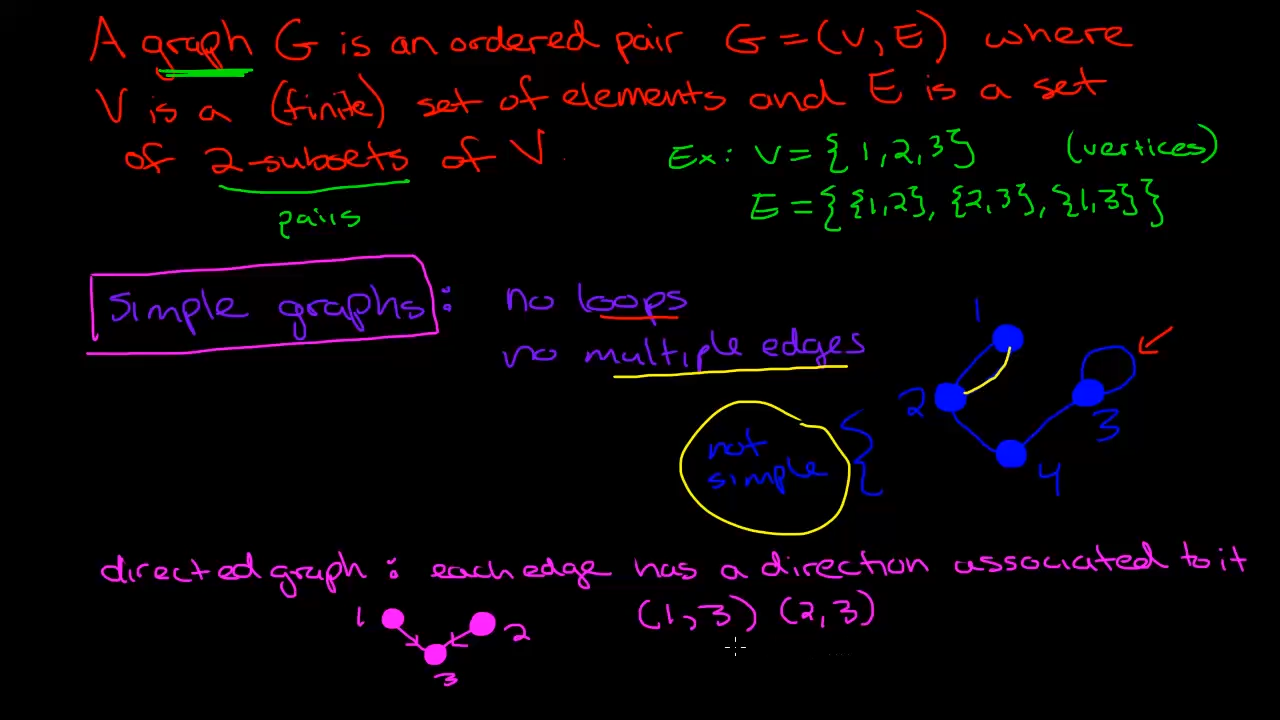 A graph G is an ordered pair G = (V, E) where
V is a (finite) set of elements and E is a set
of 2-subsets of V.
pairs
Ex: V = {1, 2, 3} (vertices)
E = {{1,2}, {2,3}, {1,3}}
simple graphs: no loops
no multiple edges
not
simple
{
1
2
3
4
directed graph: each edge has a direction associated to it
(1,3) (2,3)
1
2
3